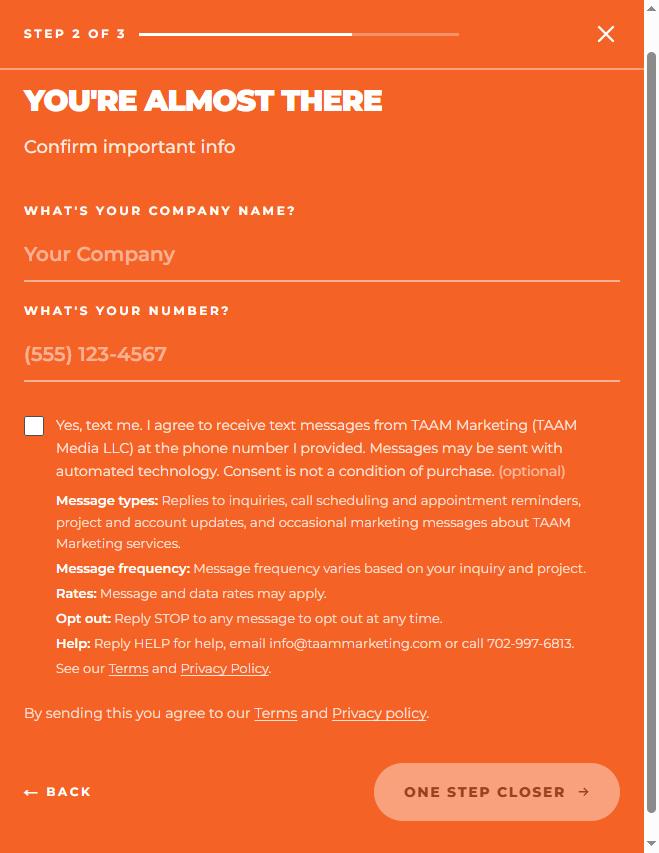 STEP 2 OF 3
YOU'RE ALMOST THERE
Confirm important info
WHAT'S YOUR COMPANY NAME?
Your Company
WHAT'S YOUR NUMBER?
(555) 123-4567
Yes, text me. I agree to receive text messages from TAAM Marketing (TAAM
Media LLC) at the phone number I provided. Messages may be sent with
automated technology. Consent is not a condition of purchase. (optional)
Message types: Replies to inquiries, call scheduling and appointment reminders,
project and account updates, and occasional marketing messages about TAAM
Marketing services.
Message frequency: Message frequency varies based on your inquiry and project.
Rates: Message and data rates may apply.
Opt out: Reply STOP to any message to opt out at any time.
Help: Reply HELP for help, email info@taammarketing.com or call 702-997-6813.
See our Terms and Privacy Policy.
By sending this you agree to our Terms and Privacy policy.
← BACK
ONE STEP CLOSER →